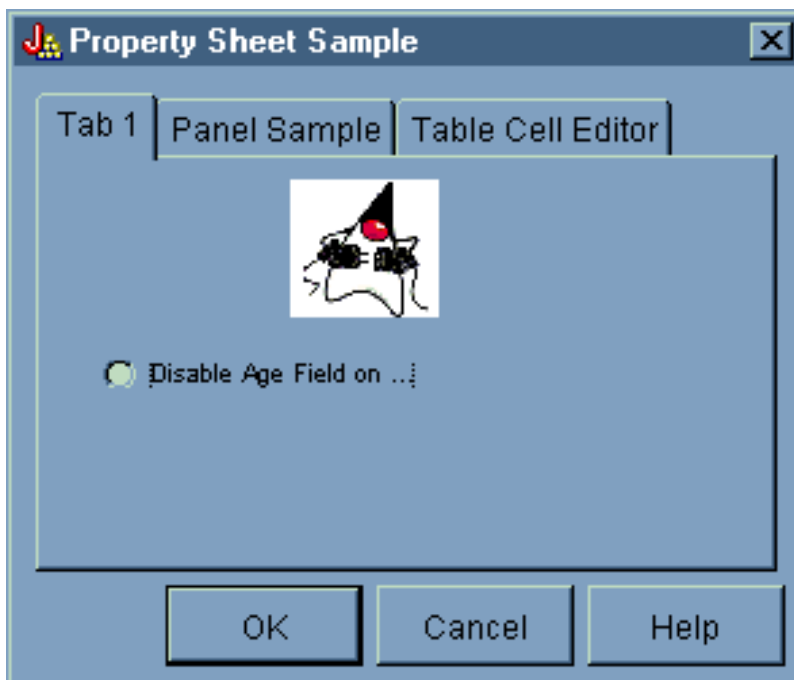 Property Sheet Sample
Tab 1 Panel Sample Table Cell Editor
Disable Age Field on ...
OK Cancel Help